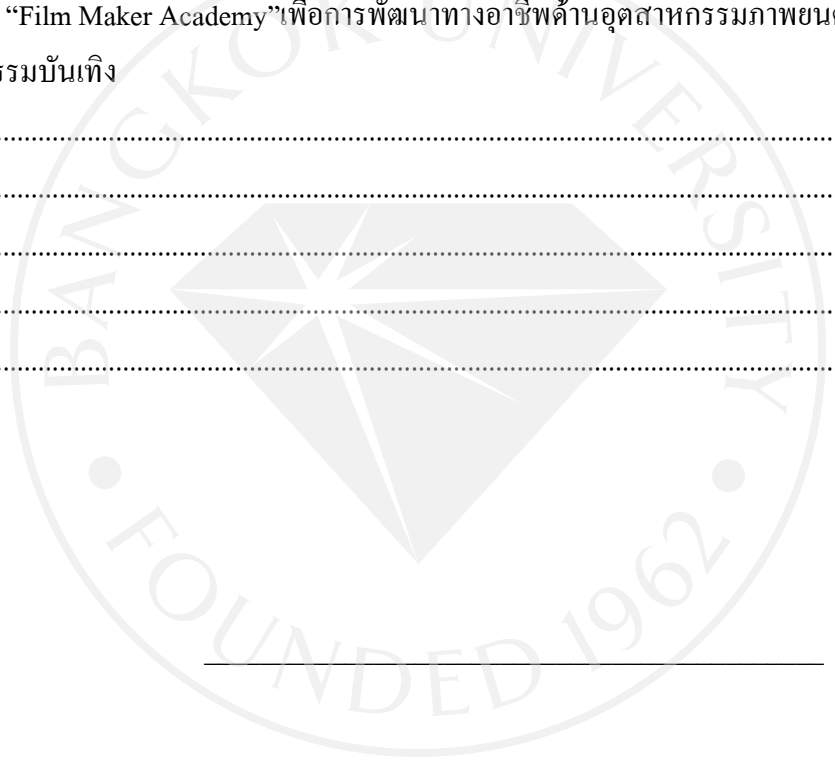 “Film Maker Academy”เพื่อการพัฒนาทางอาชีพด้านอุตสาหกรรมภาพยนต
รรมบันเทิง
..........................................................................................................................
..........................................................................................................................
..........................................................................................................................
..........................................................................................................................
..........................................................................................................................
BANGKOK UNIVERSITY
• FOUNDED 1962 •